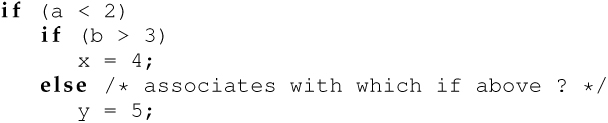 if (a < 2)
if (b > 3)
x = 4;
else /* associates with which if above ? */
y = 5;